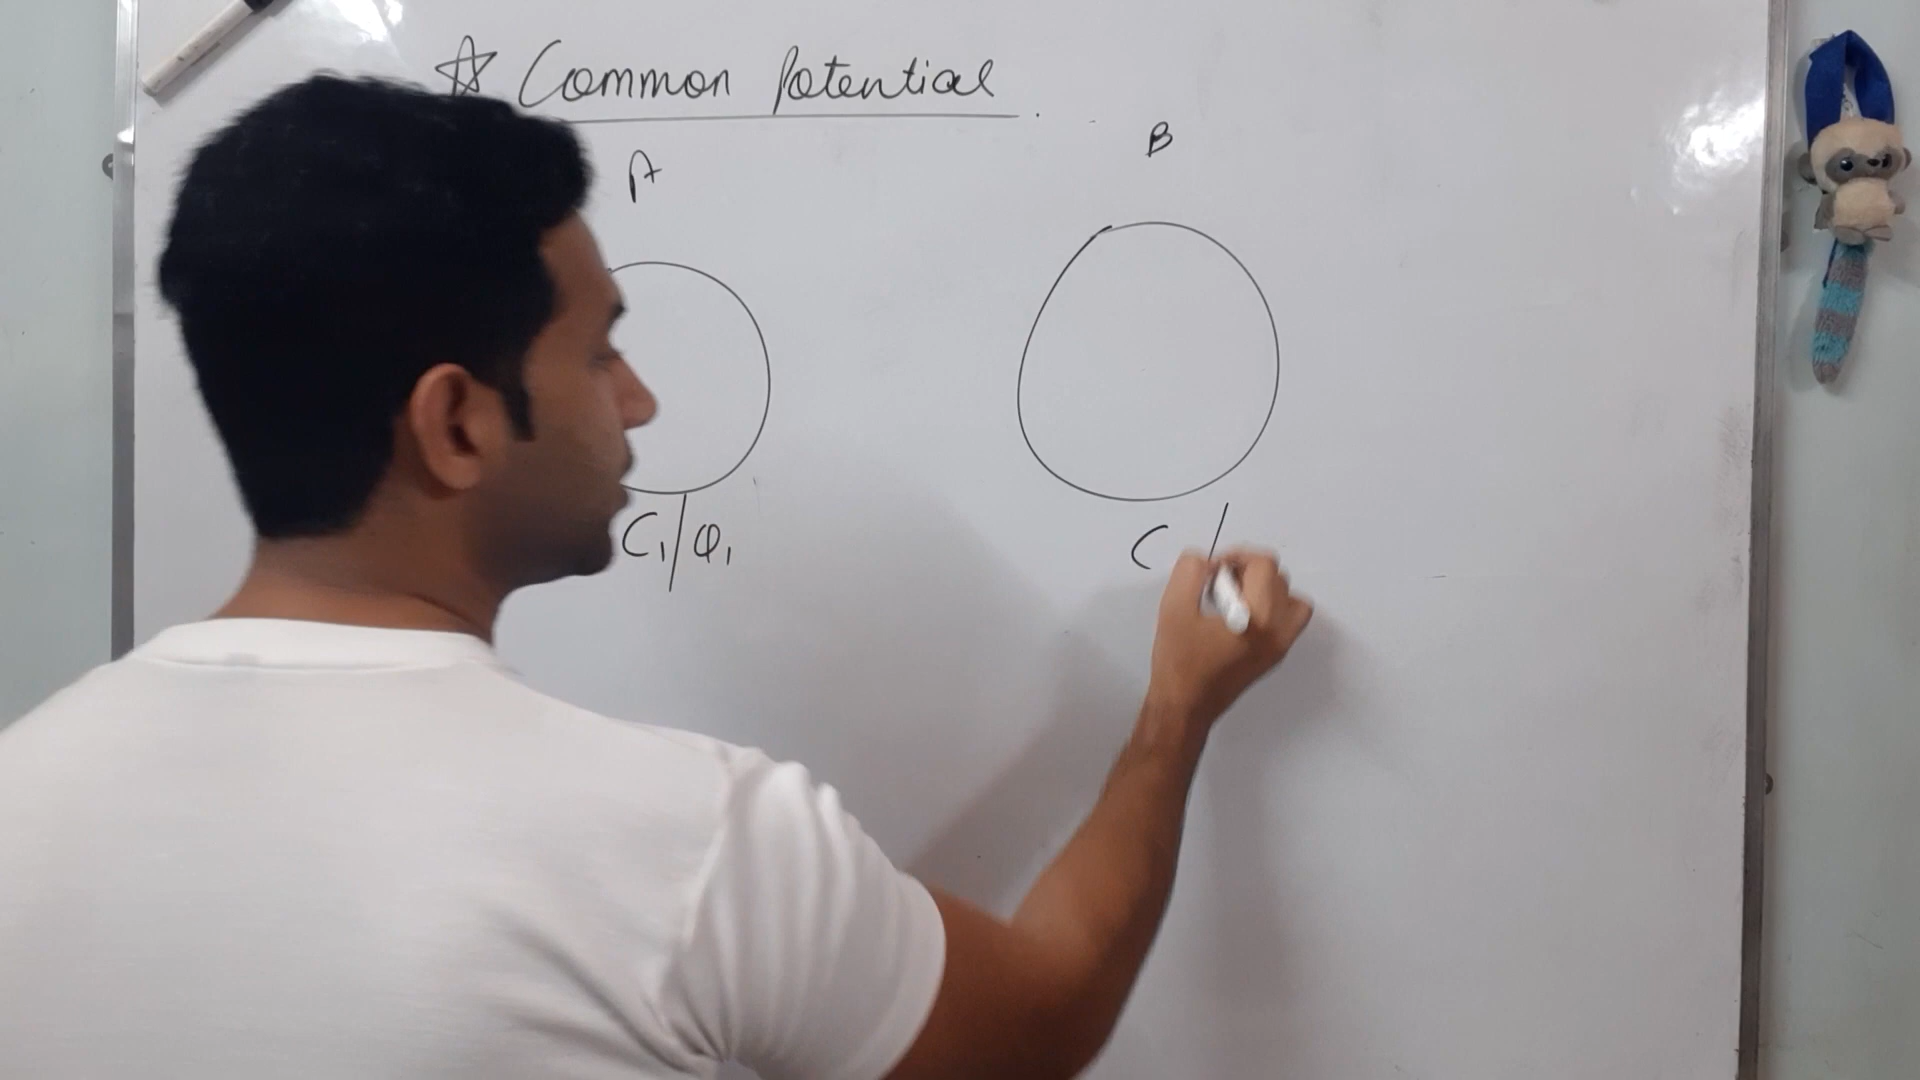 ☆ Common Potential
A
B
C₁/Q₁
C /